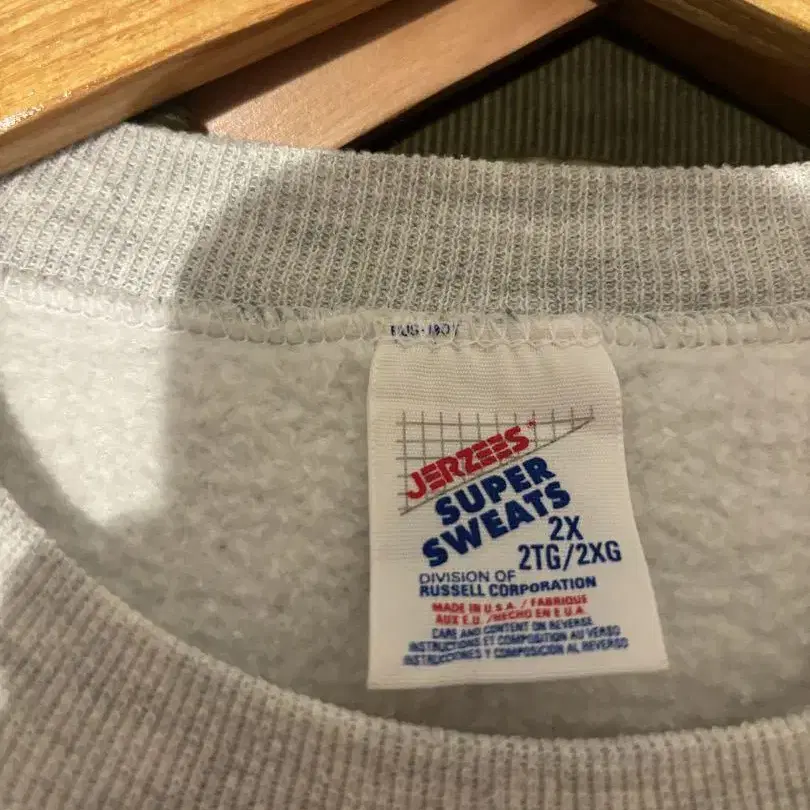 JERZEES
SUPER
SWEATS
2X
2TG/2XG
DIVISION OF
RUSSELL CORPORATION
MADE IN U.S.A. / FABRIQUE
AUX E.U. /HECHO EN E U.A.
CARE AND CONTENT ON REVERSE
INSTRUCTIONS ET COMPOSITION AU VERSO
INSTRUCCIONES Y COMPOSICIÓN AL REVERSO